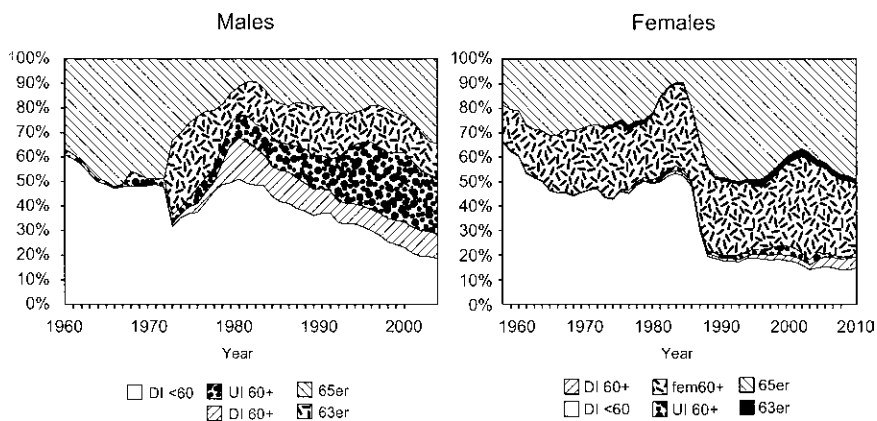 Males
100%
90%
80%
70%
60%
50%
40%
30%
20%
10%
0%
1960 1970 1980 1990 2000
Year
DI <60 UI 60+ 65er
DI 60+ 63er
Females
100%
90%
80%
70%
60%
50%
40%
30%
20%
10%
0%
1960 1970 1980 1990 2000 2010
Year
DI 60+ fem60+ 65er
DI <60 UI 60+ 63er